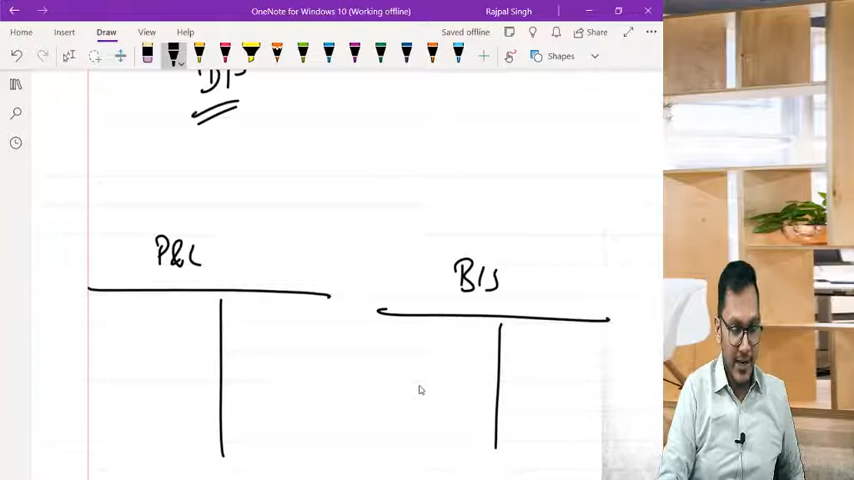 OneNote for Windows 10 (Working offline)
Rajpal Singh
Home Insert Draw View Help
Saved offline
Share
Shapes
P&L
B/S